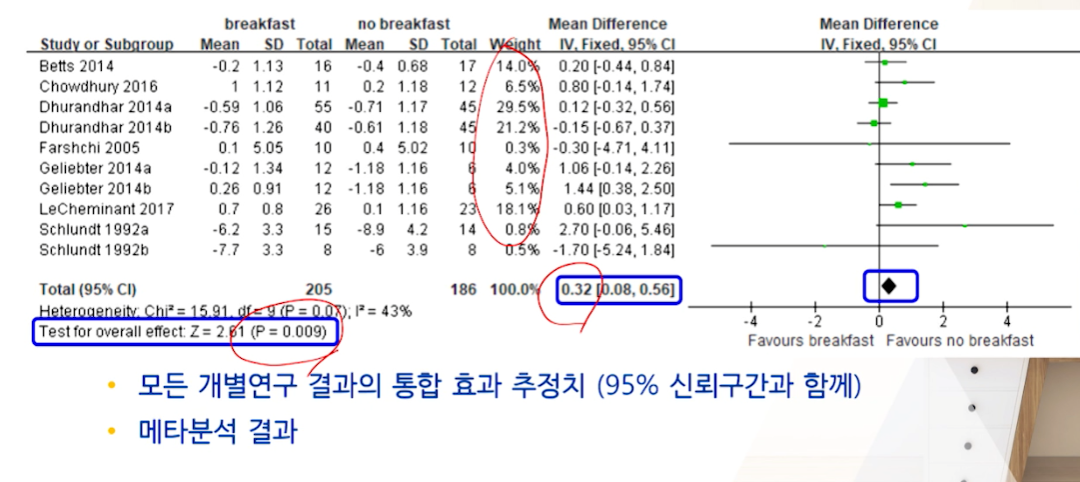 breakfast no breakfast Mean Difference Mean Difference
Study or Subgroup Mean SD Total Mean SD Total Weight IV, Fixed, 95% CI IV, Fixed, 95% CI
Betts 2014 -0.2 1.13 16 -0.4 0.68 17 14.0% 0.20 [-0.44, 0.84]
Chowdhury 2016 1 1.12 11 0.2 1.18 12 6.5% 0.80 [-0.14, 1.74]
Dhurandhar 2014a -0.59 1.06 55 -0.71 1.17 45 29.5% 0.12 [-0.32, 0.56]
Dhurandhar 2014b -0.76 1.26 40 -0.61 1.18 45 21.2% -0.15 [-0.67, 0.37]
Farshchi 2005 0.1 5.05 10 0.4 5.02 10 0.3% -0.30 [-4.71, 4.11]
Geliebter 2014a -0.12 1.34 12 -1.18 1.16 6 4.0% 1.06 [-0.14, 2.26]
Geliebter 2014b 0.26 0.91 12 -1.18 1.16 6 5.1% 1.44 [0.38, 2.50]
LeCheminant 2017 0.7 0.8 26 0.1 1.16 23 18.1% 0.60 [0.03, 1.17]
Schlundt 1992a -6.2 3.3 15 -8.9 4.2 14 0.8% 2.70 [-0.06, 5.46]
Schlundt 1992b -7.7 3.3 8 -6 3.9 8 0.5% -1.70 [-5.24, 1.84]
Total (95% CI) 205 186 100.0% 0.32 [0.08, 0.56]
Heterogeneity: Chi² = 15.91, df = 9 (P = 0.07); I² = 43%
Test for overall effect: Z = 2.61 (P = 0.009)
-4 -2 0 2 4
Favours breakfast Favours no breakfast
• 모든 개별연구 결과의 통합 효과 추정치 (95% 신뢰구간과 함께)
• 메타분석 결과